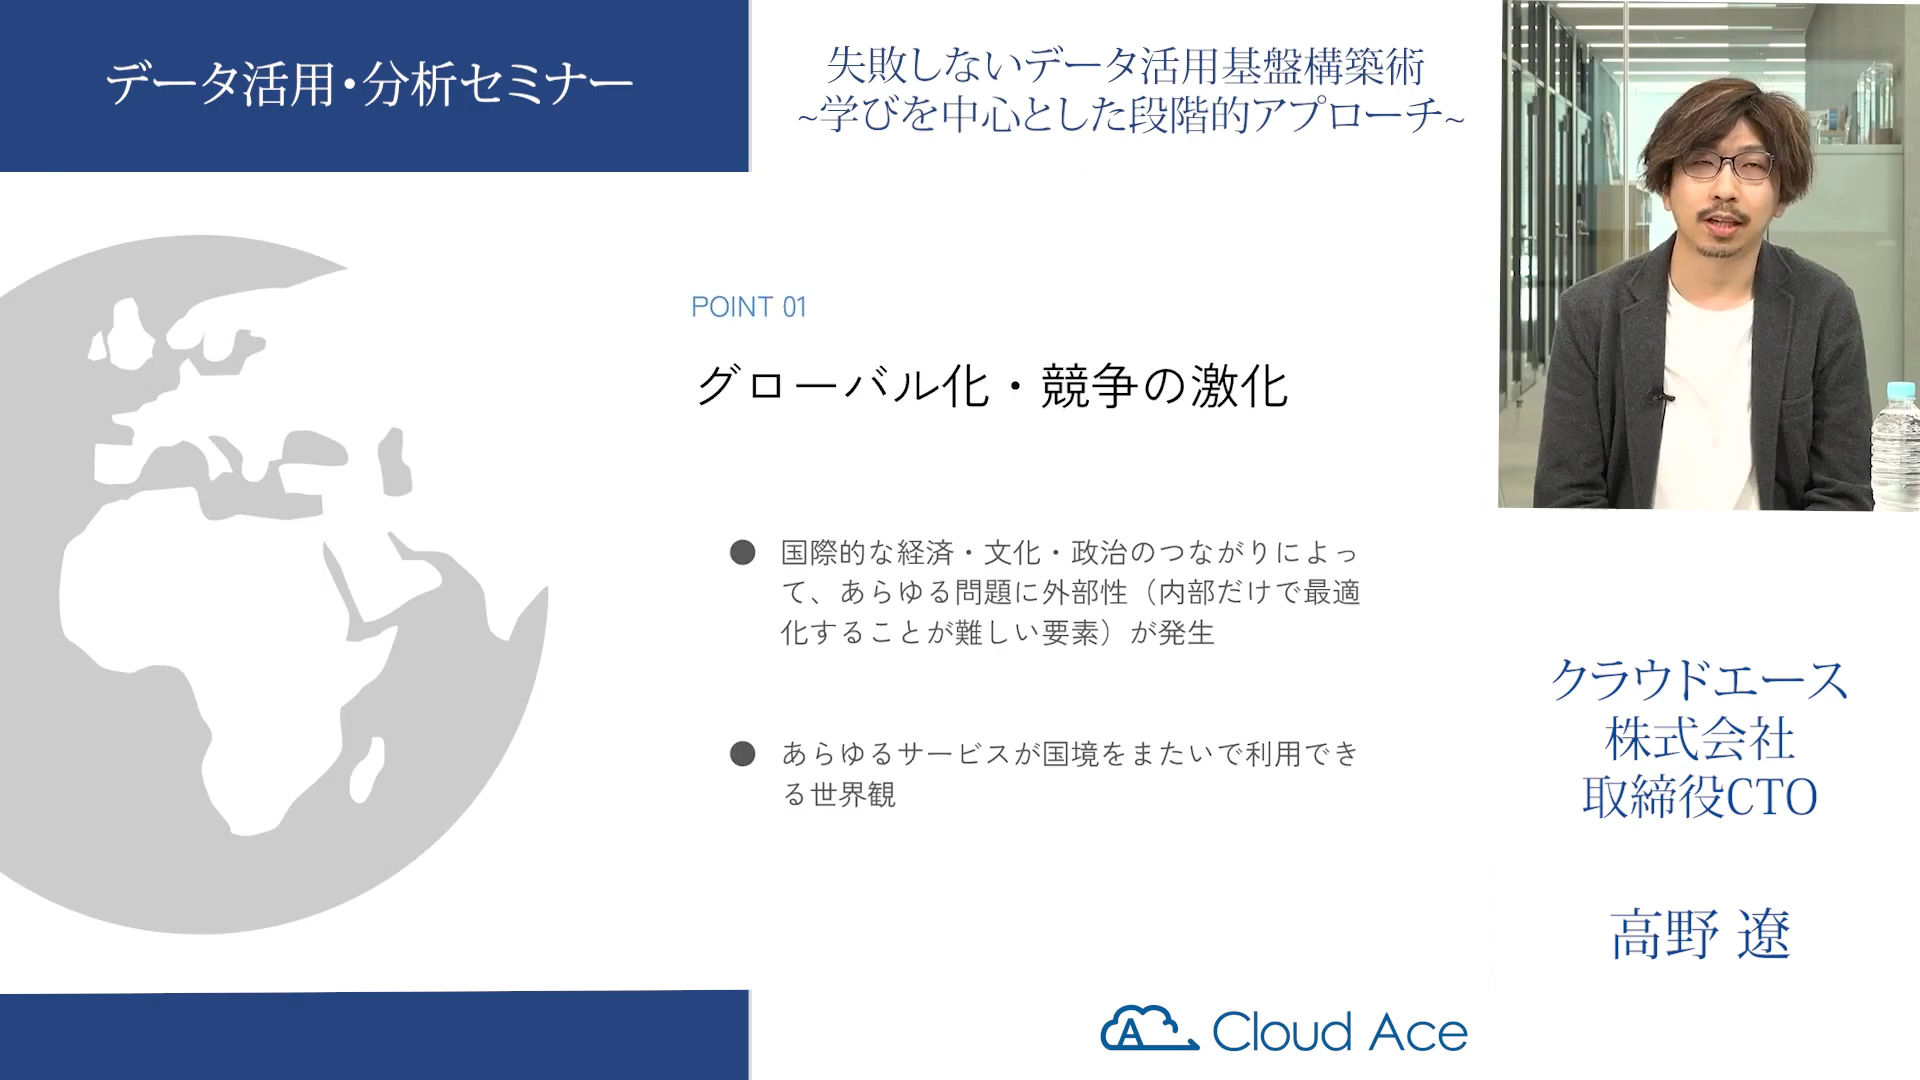 データ活用・分析セミナー
失敗しないデータ活用基盤構築術
~学びを中心とした段階的アプローチ~
POINT 01
グローバル化・競争の激化
● 国際的な経済・文化・政治のつながりによっ
て、あらゆる問題に外部性（内部だけで最適
化することが難しい要素）が発生
● あらゆるサービスが国境をまたいで利用でき
る世界観
クラウドエース
株式会社
取締役CTO
高野 遼
A Cloud Ace